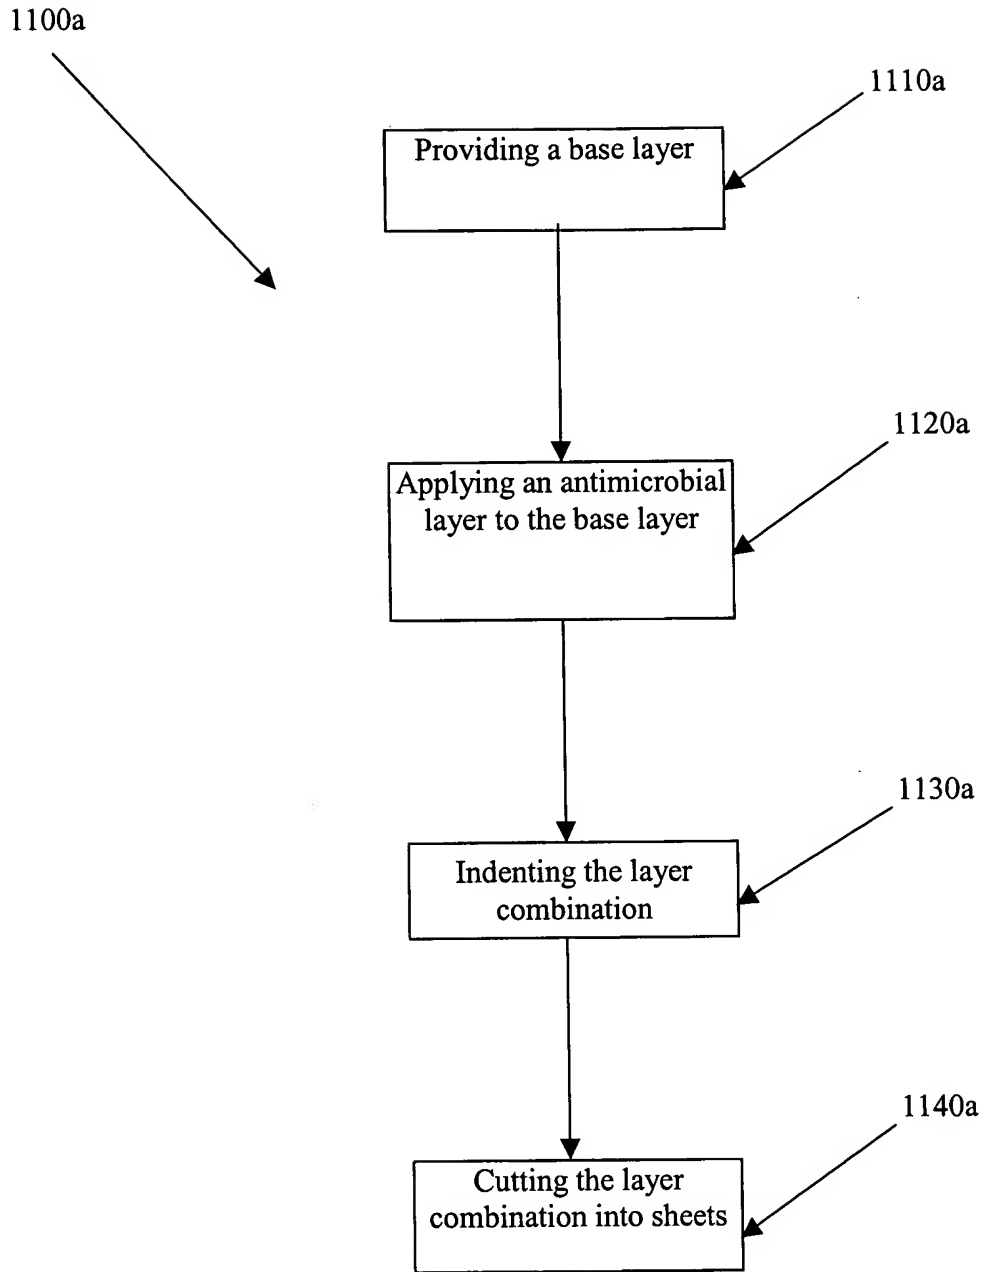 1100a
1110a
Providing a base layer
1120a
Applying an antimicrobial
layer to the base layer
1130a
Indenting the layer
combination
1140a
Cutting the layer
combination into sheets